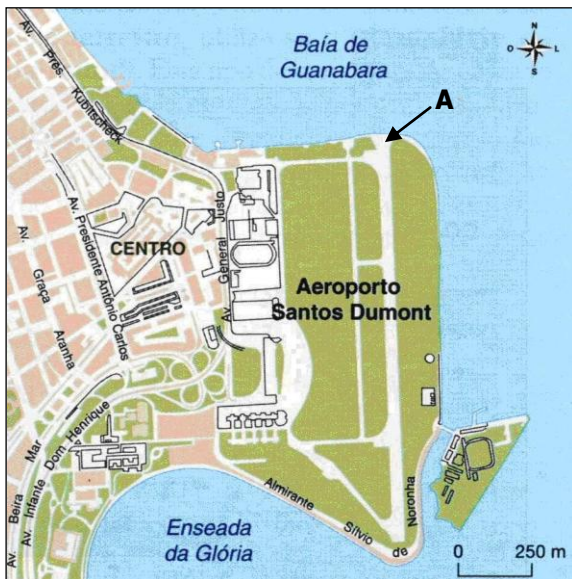 Baía de
Guanabara
N
O
L
S
A
Av. Pres. Kubitscheck
CENTRO
Av. Presidente Antônio Carlos
Av. General Justo
Av. Graça Aranha
Aeroporto
Santos Dumont
Av. Beira Mar
Av. Infante Dom Henrique
Enseada
da Glória
Almirante Sílvio de Noronha
0 250 m